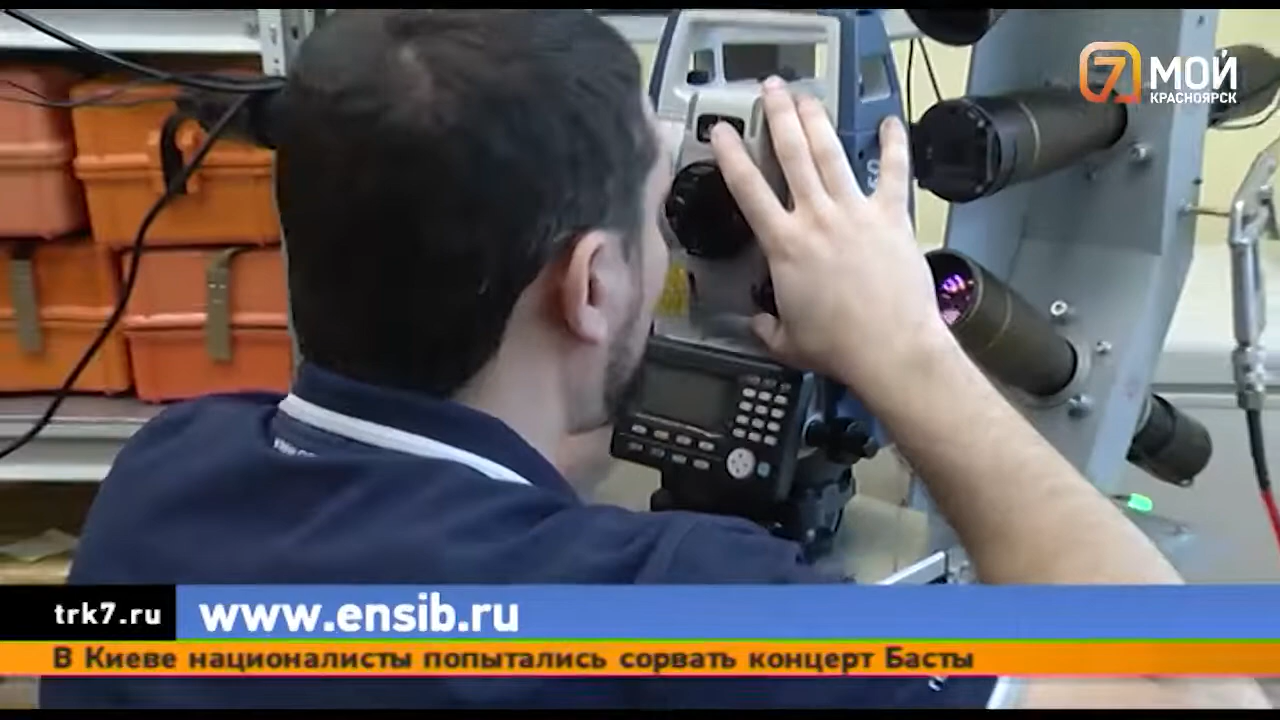 7 МОЙ
КРАСНОЯРСК
trk7.ru
www.ensib.ru
В Киеве националисты попытались сорвать концерт Басты